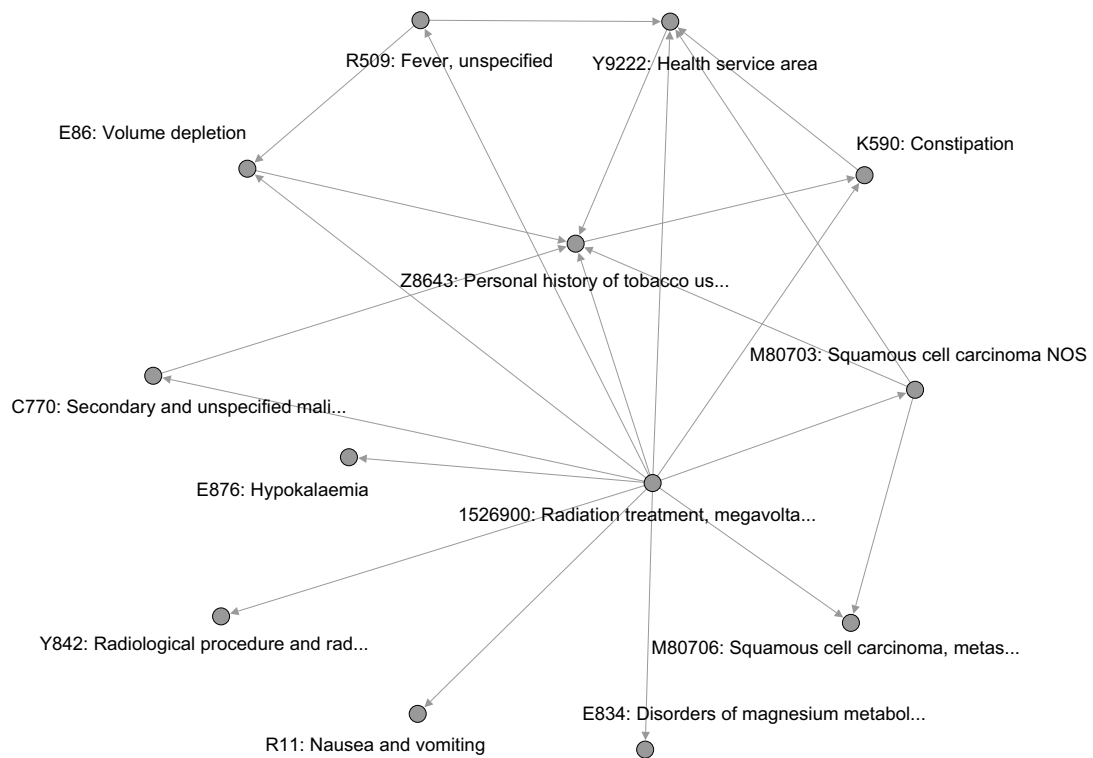 R509: Fever, unspecified
Y9222: Health service area
E86: Volume depletion
K590: Constipation
Z8643: Personal history of tobacco us...
M80703: Squamous cell carcinoma NOS
C770: Secondary and unspecified mali...
E876: Hypokalaemia
1526900: Radiation treatment, megavolta...
Y842: Radiological procedure and rad...
M80706: Squamous cell carcinoma, metas...
E834: Disorders of magnesium metabol...
R11: Nausea and vomiting